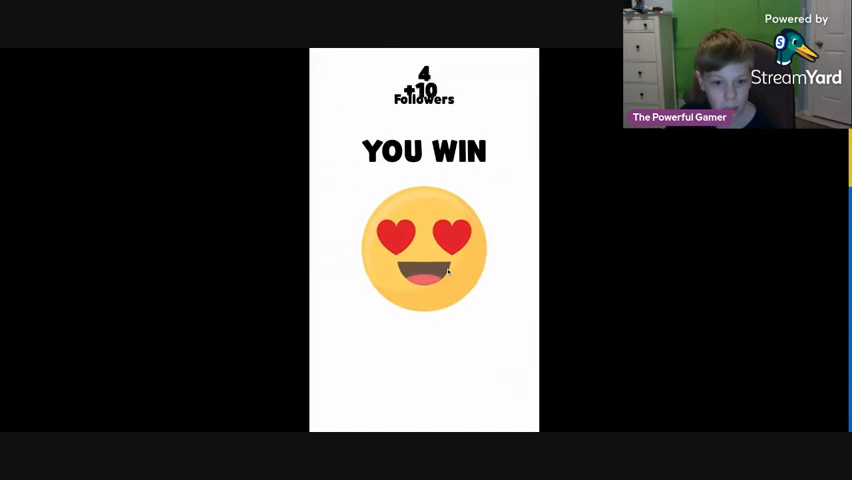 4
+10
Followers
YOU WIN
Powered by
S
StreamYard
The Powerful Gamer